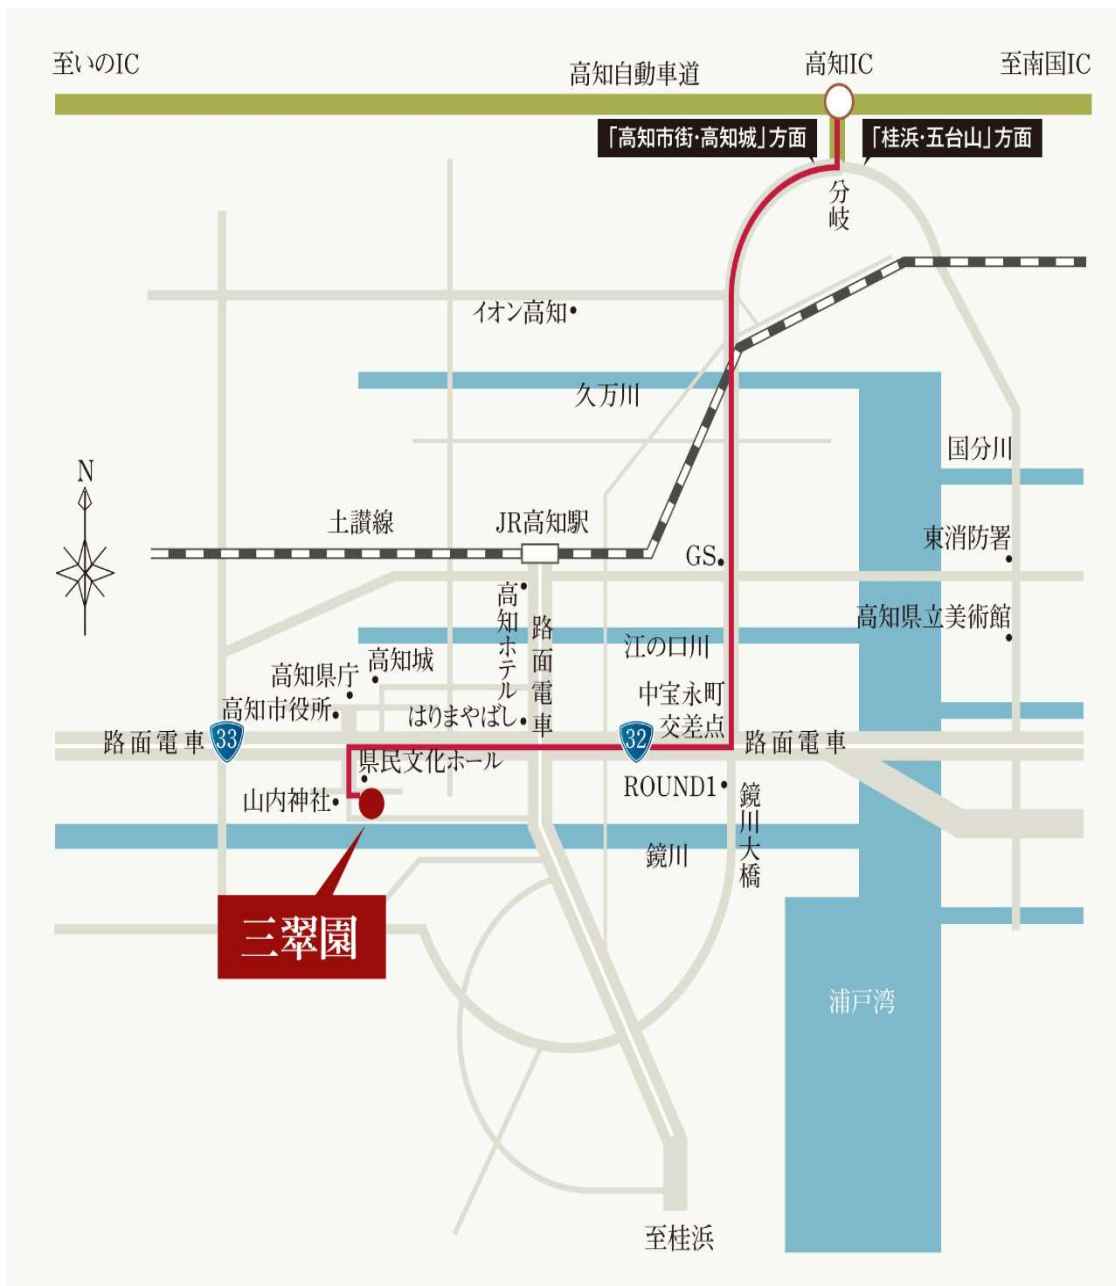 至いのIC
高知自動車道
高知IC
至南国IC
「高知市街・高知城」方面
「桂浜・五台山」方面
分岐
イオン高知
久万川
国分川
N
土讃線
JR高知駅
GS
東消防署
高知ホテル
路面電車
高知県立美術館
江の口川
高知城
高知県庁
高知市役所
はりまやばし
中宝永町
交差点
路面電車
33
32
路面電車
県民文化ホール
山内神社
ROUND1
鏡川大橋
鏡川
三翠園
浦戸湾
至桂浜